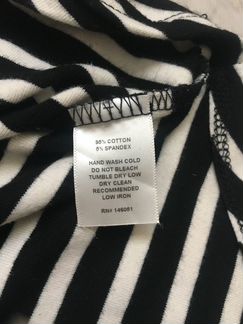 95% COTTON
5% SPANDEX
HAND WASH COLD
DO NOT BLEACH
TUMBLE DRY LOW
DRY CLEAN
RECOMMENDED
LOW IRON
RN# 146081